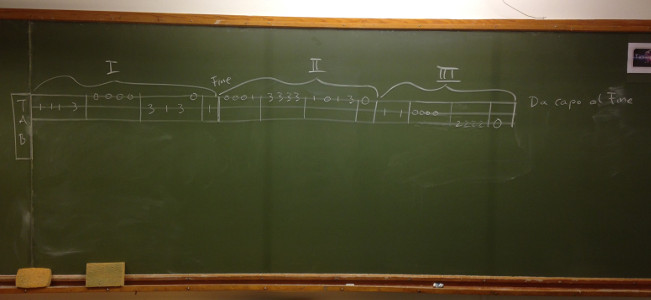 I II III
Fine
T 1 1 1 3 0 0 0 0 3 1 3 0 1 0 0 0 1 3 3 3 3 1 0 1 3 0 1 1 0 0 0 0 2 2 2 2 0 Da capo al Fine
A
B